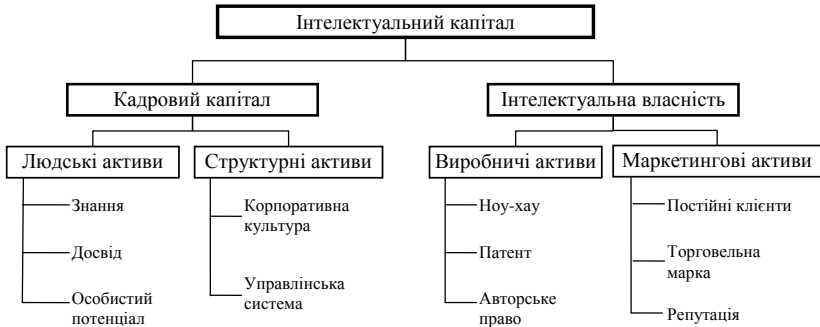 Інтелектуальний капітал
Кадровий капітал
Інтелектуальна власність
Людські активи
Структурні активи
Виробничі активи
Маркетингові активи
Знання
Досвід
Особистий
потенціал
Корпоративна
культура
Управлінська
система
Ноу-хау
Патент
Авторське
право
Постійні клієнти
Торговельна
марка
Репутація